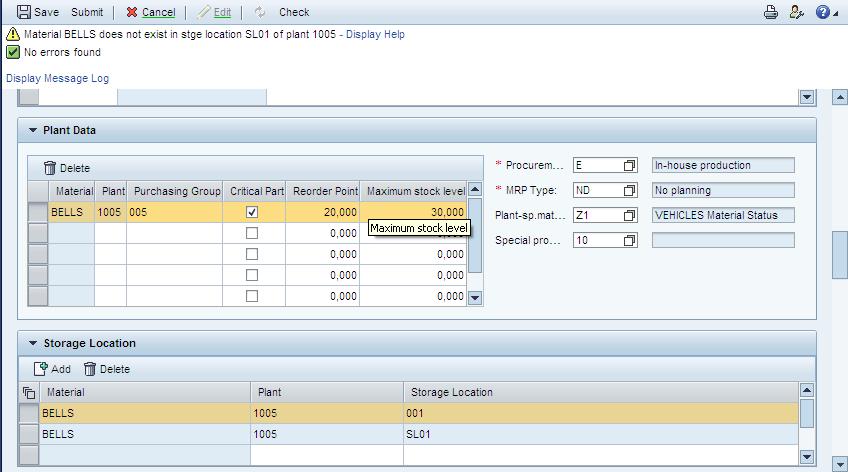 Save Submit Cancel Edit Check
Material BELLS does not exist in stge location SL01 of plant 1005 - Display Help
No errors found
Display Message Log
Plant Data
Delete
Material Plant Purchasing Group Critical Part Reorder Point Maximum stock level
BELLS 1005 005 20,000 30,000
Maximum stock level
0,000 0,000
0,000 0,000
0,000 0,000
0,000 0,000
* Procurem... E In-house production
* MRP Type: ND No planning
Plant-sp.mat... Z1 VEHICLES Material Status
Special pro... 10
Storage Location
Add Delete
Material Plant Storage Location
BELLS 1005 001
BELLS 1005 SL01